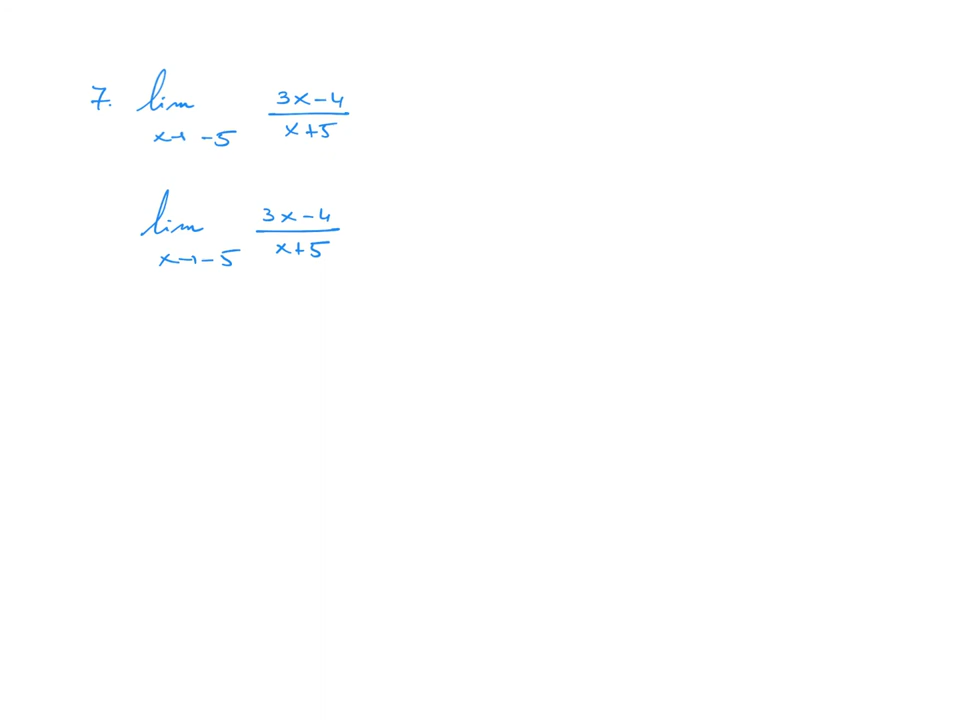 7. lim x→ -5 (3x-4)/(x+5)
lim x→-5 (3x-4)/(x+5)